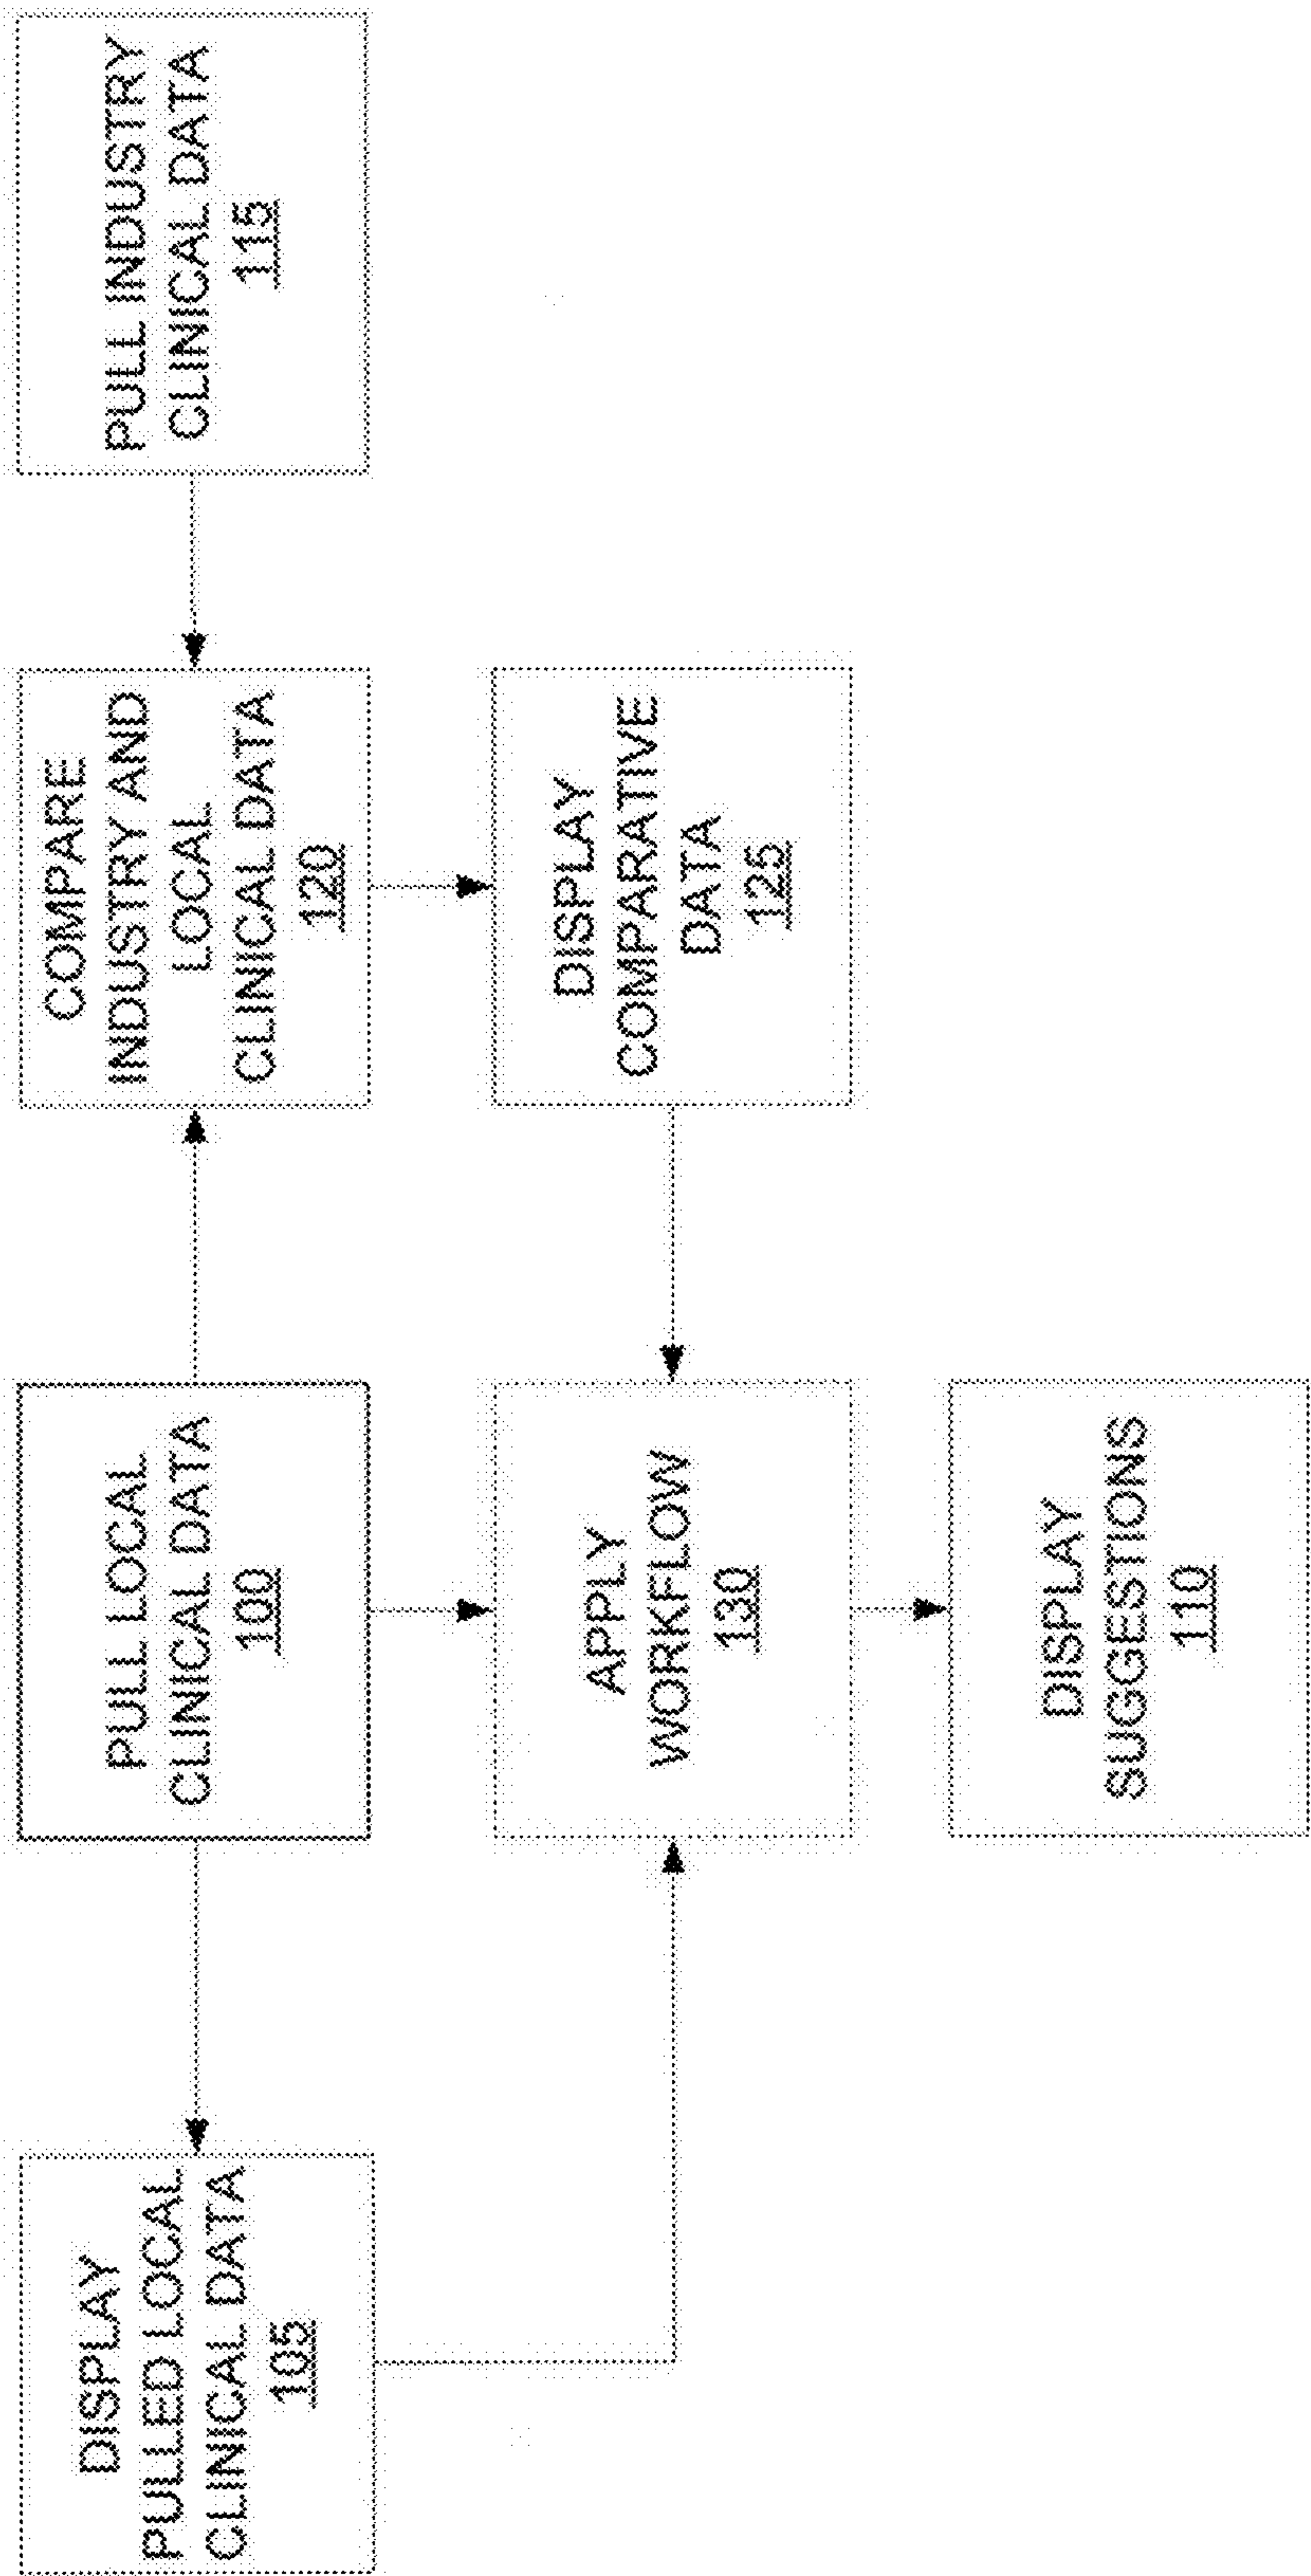 DISPLAY
PULLED LOCAL
CLINICAL DATA
105
PULL LOCAL
CLINICAL DATA
100
COMPARE
INDUSTRY AND
LOCAL
CLINICAL DATA
120
PULL INDUSTRY
CLINICAL DATA
115
APPLY
WORKFLOW
130
DISPLAY
COMPARATIVE
DATA
125
DISPLAY
SUGGESTIONS
110